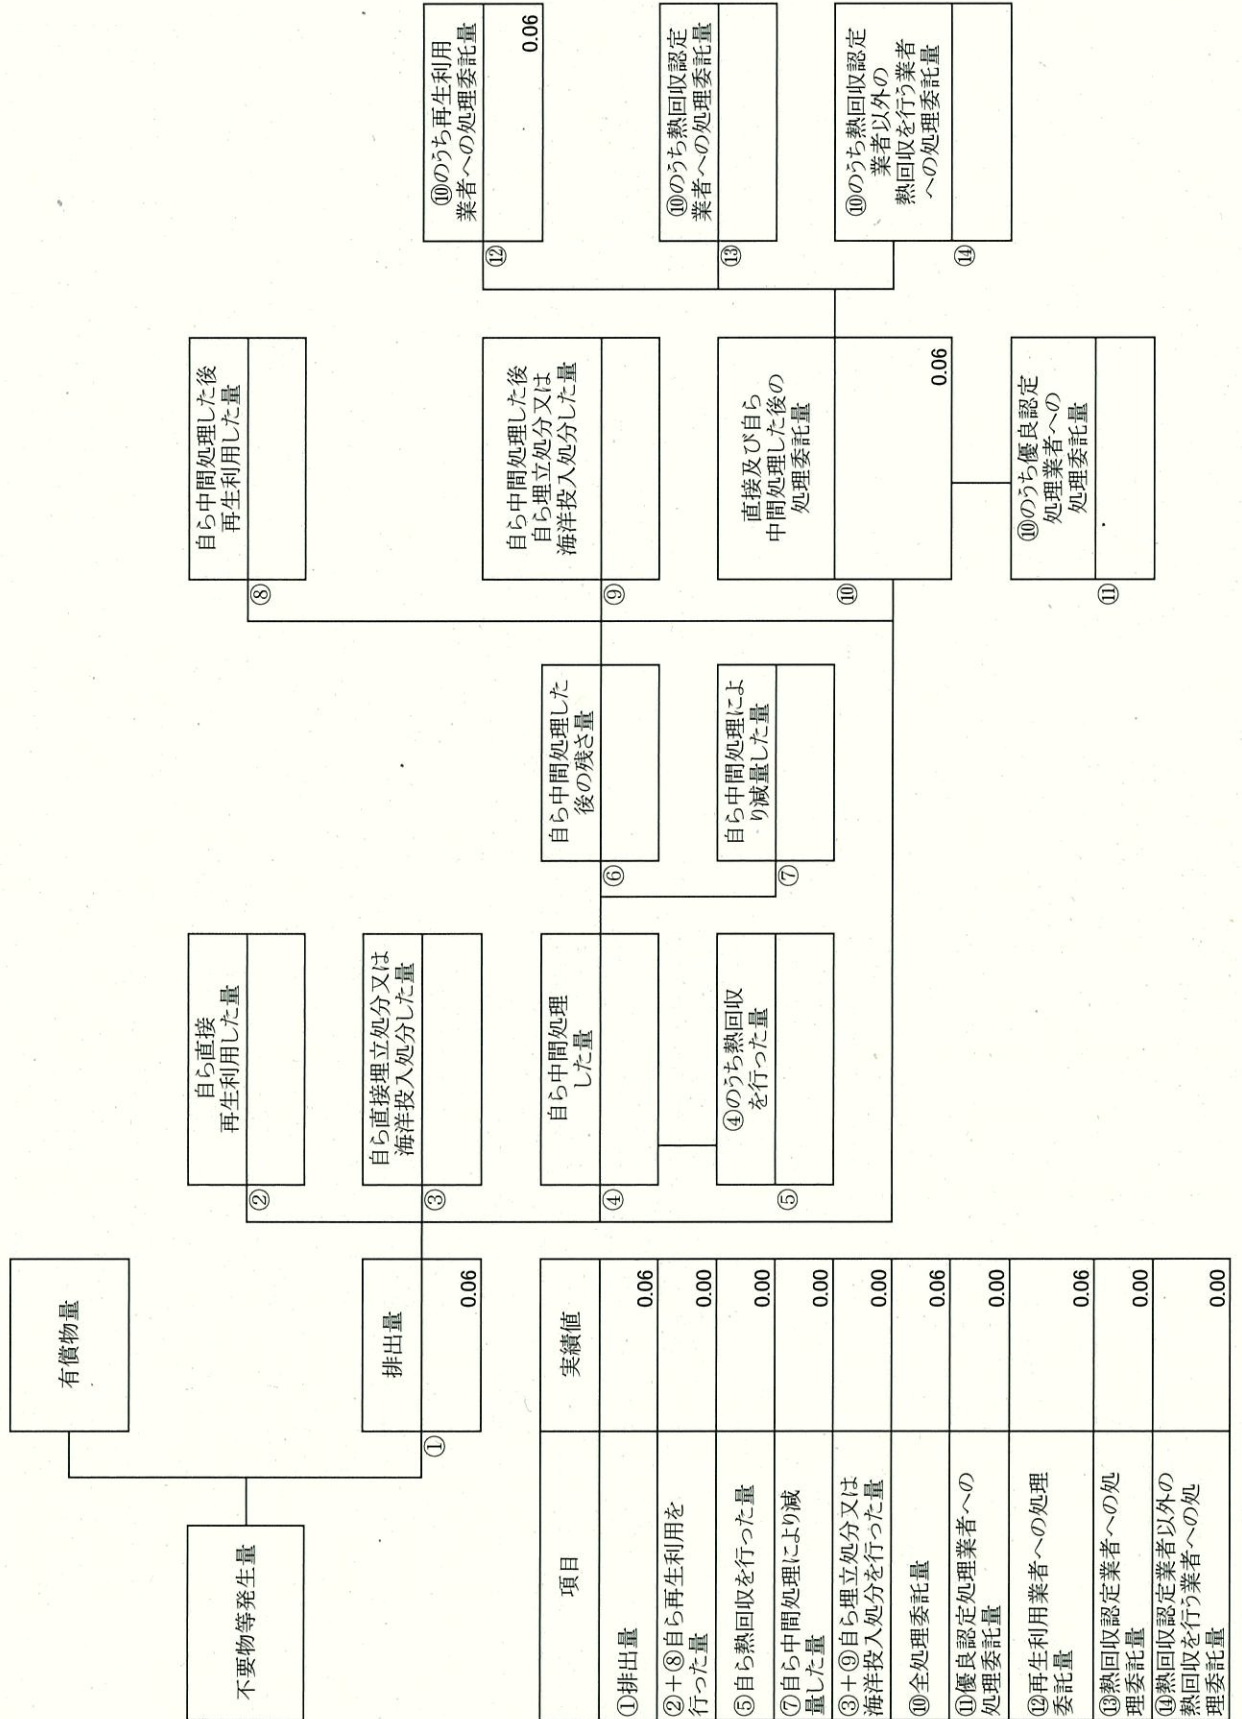 不要物等発生量
有償物量
排出量
①
0.06
自ら直接
再生利用した量
②
自ら直接埋立処分又は
海洋投入処分した量
③
自ら中間処理
した量
④
④のうち熱回収
を行った量
⑤
自ら中間処理した
後の残さ量
⑥
自ら中間処理によ
り減量した量
⑦
自ら中間処理した後
再生利用した量
⑧
自ら中間処理した後
自ら埋立処分又は
海洋投入処分した量
⑨
直接及び自ら
中間処理した後の
処理委託量
⑩
0.06
⑩のうち優良認定
処理業者への
処理委託量
⑪
⑩のうち再生利用
業者への処理委託量
⑫
0.06
⑩のうち熱回収認定
業者への処理委託量
⑬
⑩のうち熱回収認定
業者以外の
熱回収を行う業者
への処理委託量
⑭
項目 実績値
①排出量 0.06
②+⑧自ら再生利用を
行った量 0.00
⑤自ら熱回収を行った量 0.00
⑦自ら中間処理により減
量した量 0.00
③+⑨自ら埋立処分又は
海洋投入処分を行った量 0.00
⑩全処理委託量 0.06
⑪優良認定処理業者への
処理委託量 0.00
⑫再生利用業者への処理
委託量 0.06
⑬熱回収認定業者への処
理委託量 0.00
⑭熱回収認定業者以外の
熱回収を行う業者への処
理委託量 0.00